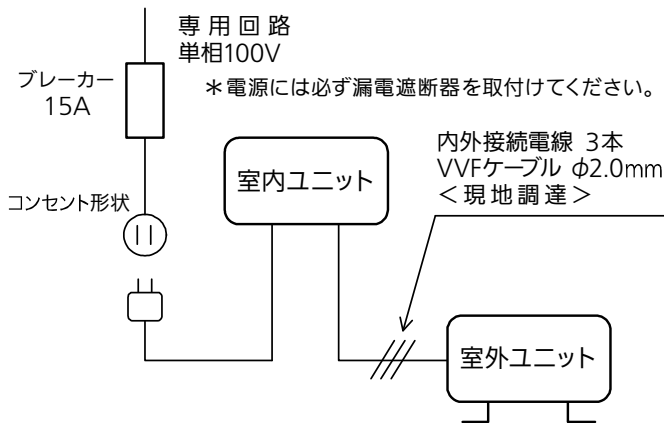 専用回路
単相100V
＊電源には必ず漏電遮断器を取付けてください。
ブレーカー
15A
内外接続電線 3本
VVFケーブル φ2.0mm
＜現地調達＞
室内ユニット
コンセント形状
室外ユニット